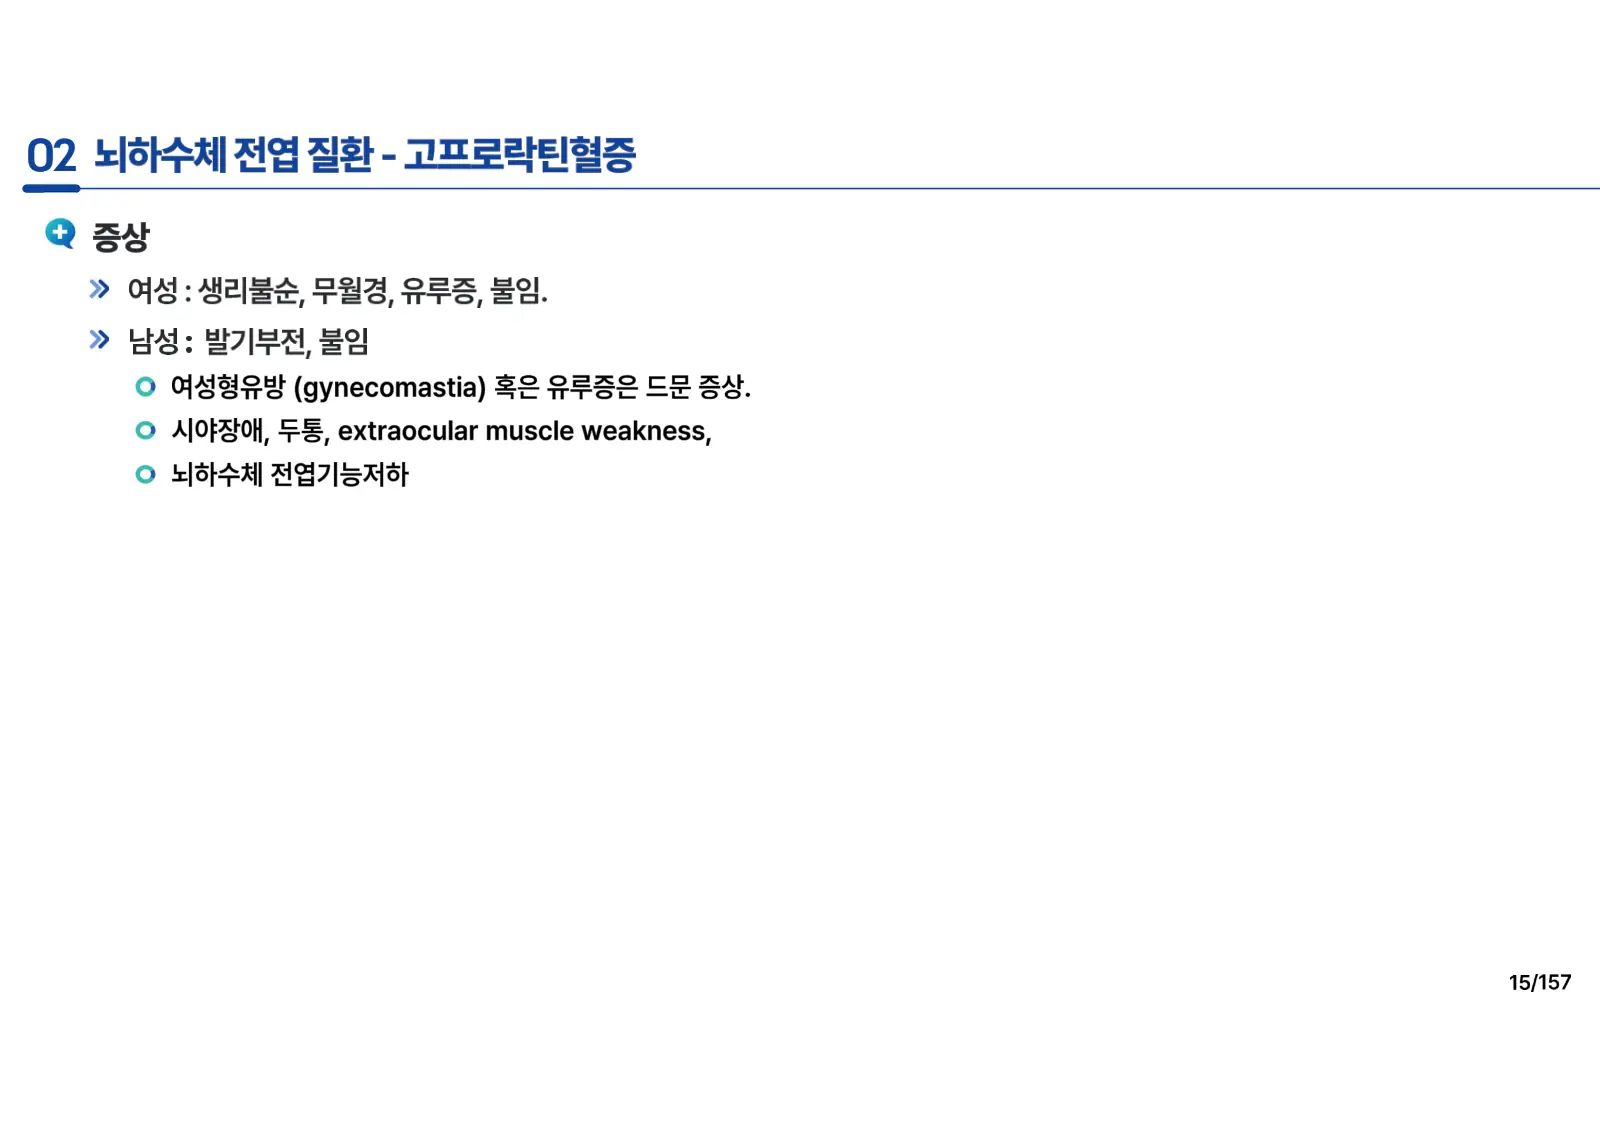 02 뇌하수체 전엽 질환 - 고프로락틴혈증
증상
여성 : 생리불순, 무월경, 유루증, 불임.
남성 : 발기부전, 불임
여성형유방 (gynecomastia) 혹은 유루증은 드문 증상.
시야장애, 두통, extraocular muscle weakness,
뇌하수체 전엽기능저하
15/157